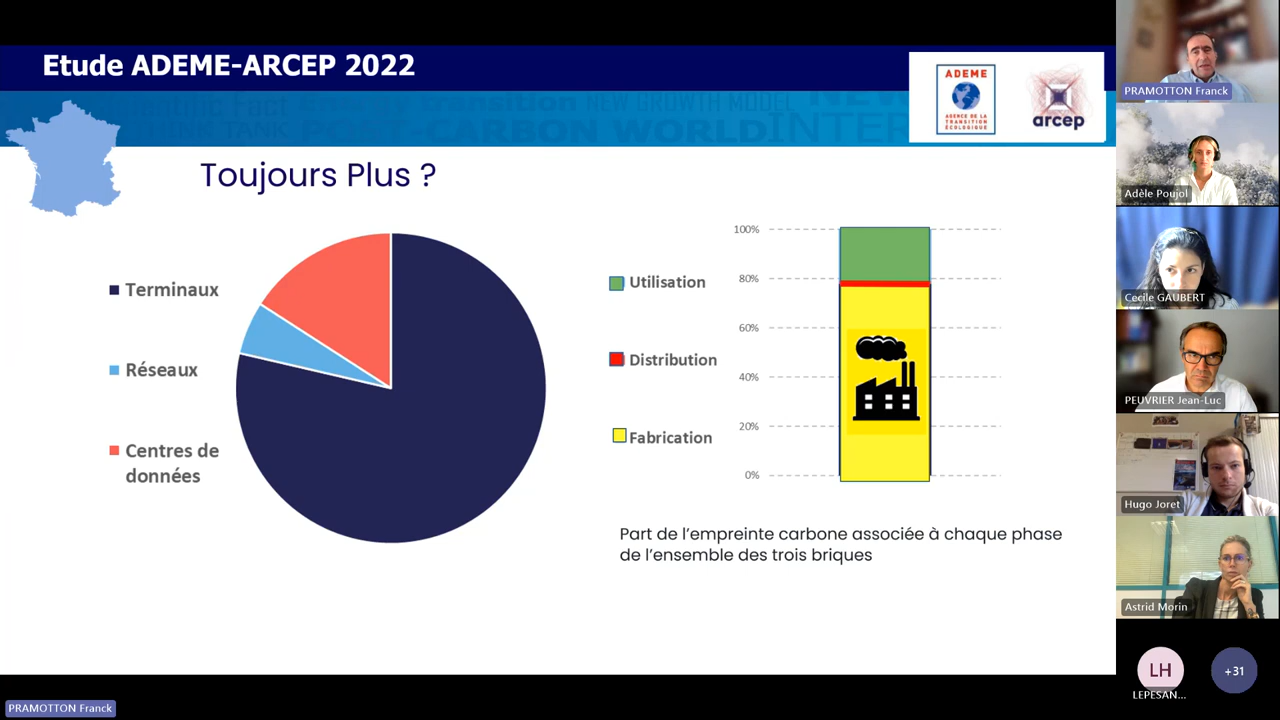 Etude ADEME-ARCEP 2022
NEW GROWTH MODEL
POST-CARBON WORLD
ADEME
AGENCE DE LA
TRANSITION
ÉCOLOGIQUE
arcep
Toujours Plus ?
Terminaux
Réseaux
Centres de
données
Utilisation
Distribution
Fabrication
100%
80%
60%
40%
20%
0%
Part de l’empreinte carbone associée à chaque phase
de l’ensemble des trois briques
PRAMOTTON Franck
PRAMOTTON Franck
Adèle Poujol
Cecile GAUBERT
PEUVRIER Jean-Luc
Hugo Joret
Astrid Morin
LH
LEPESAN...
+31